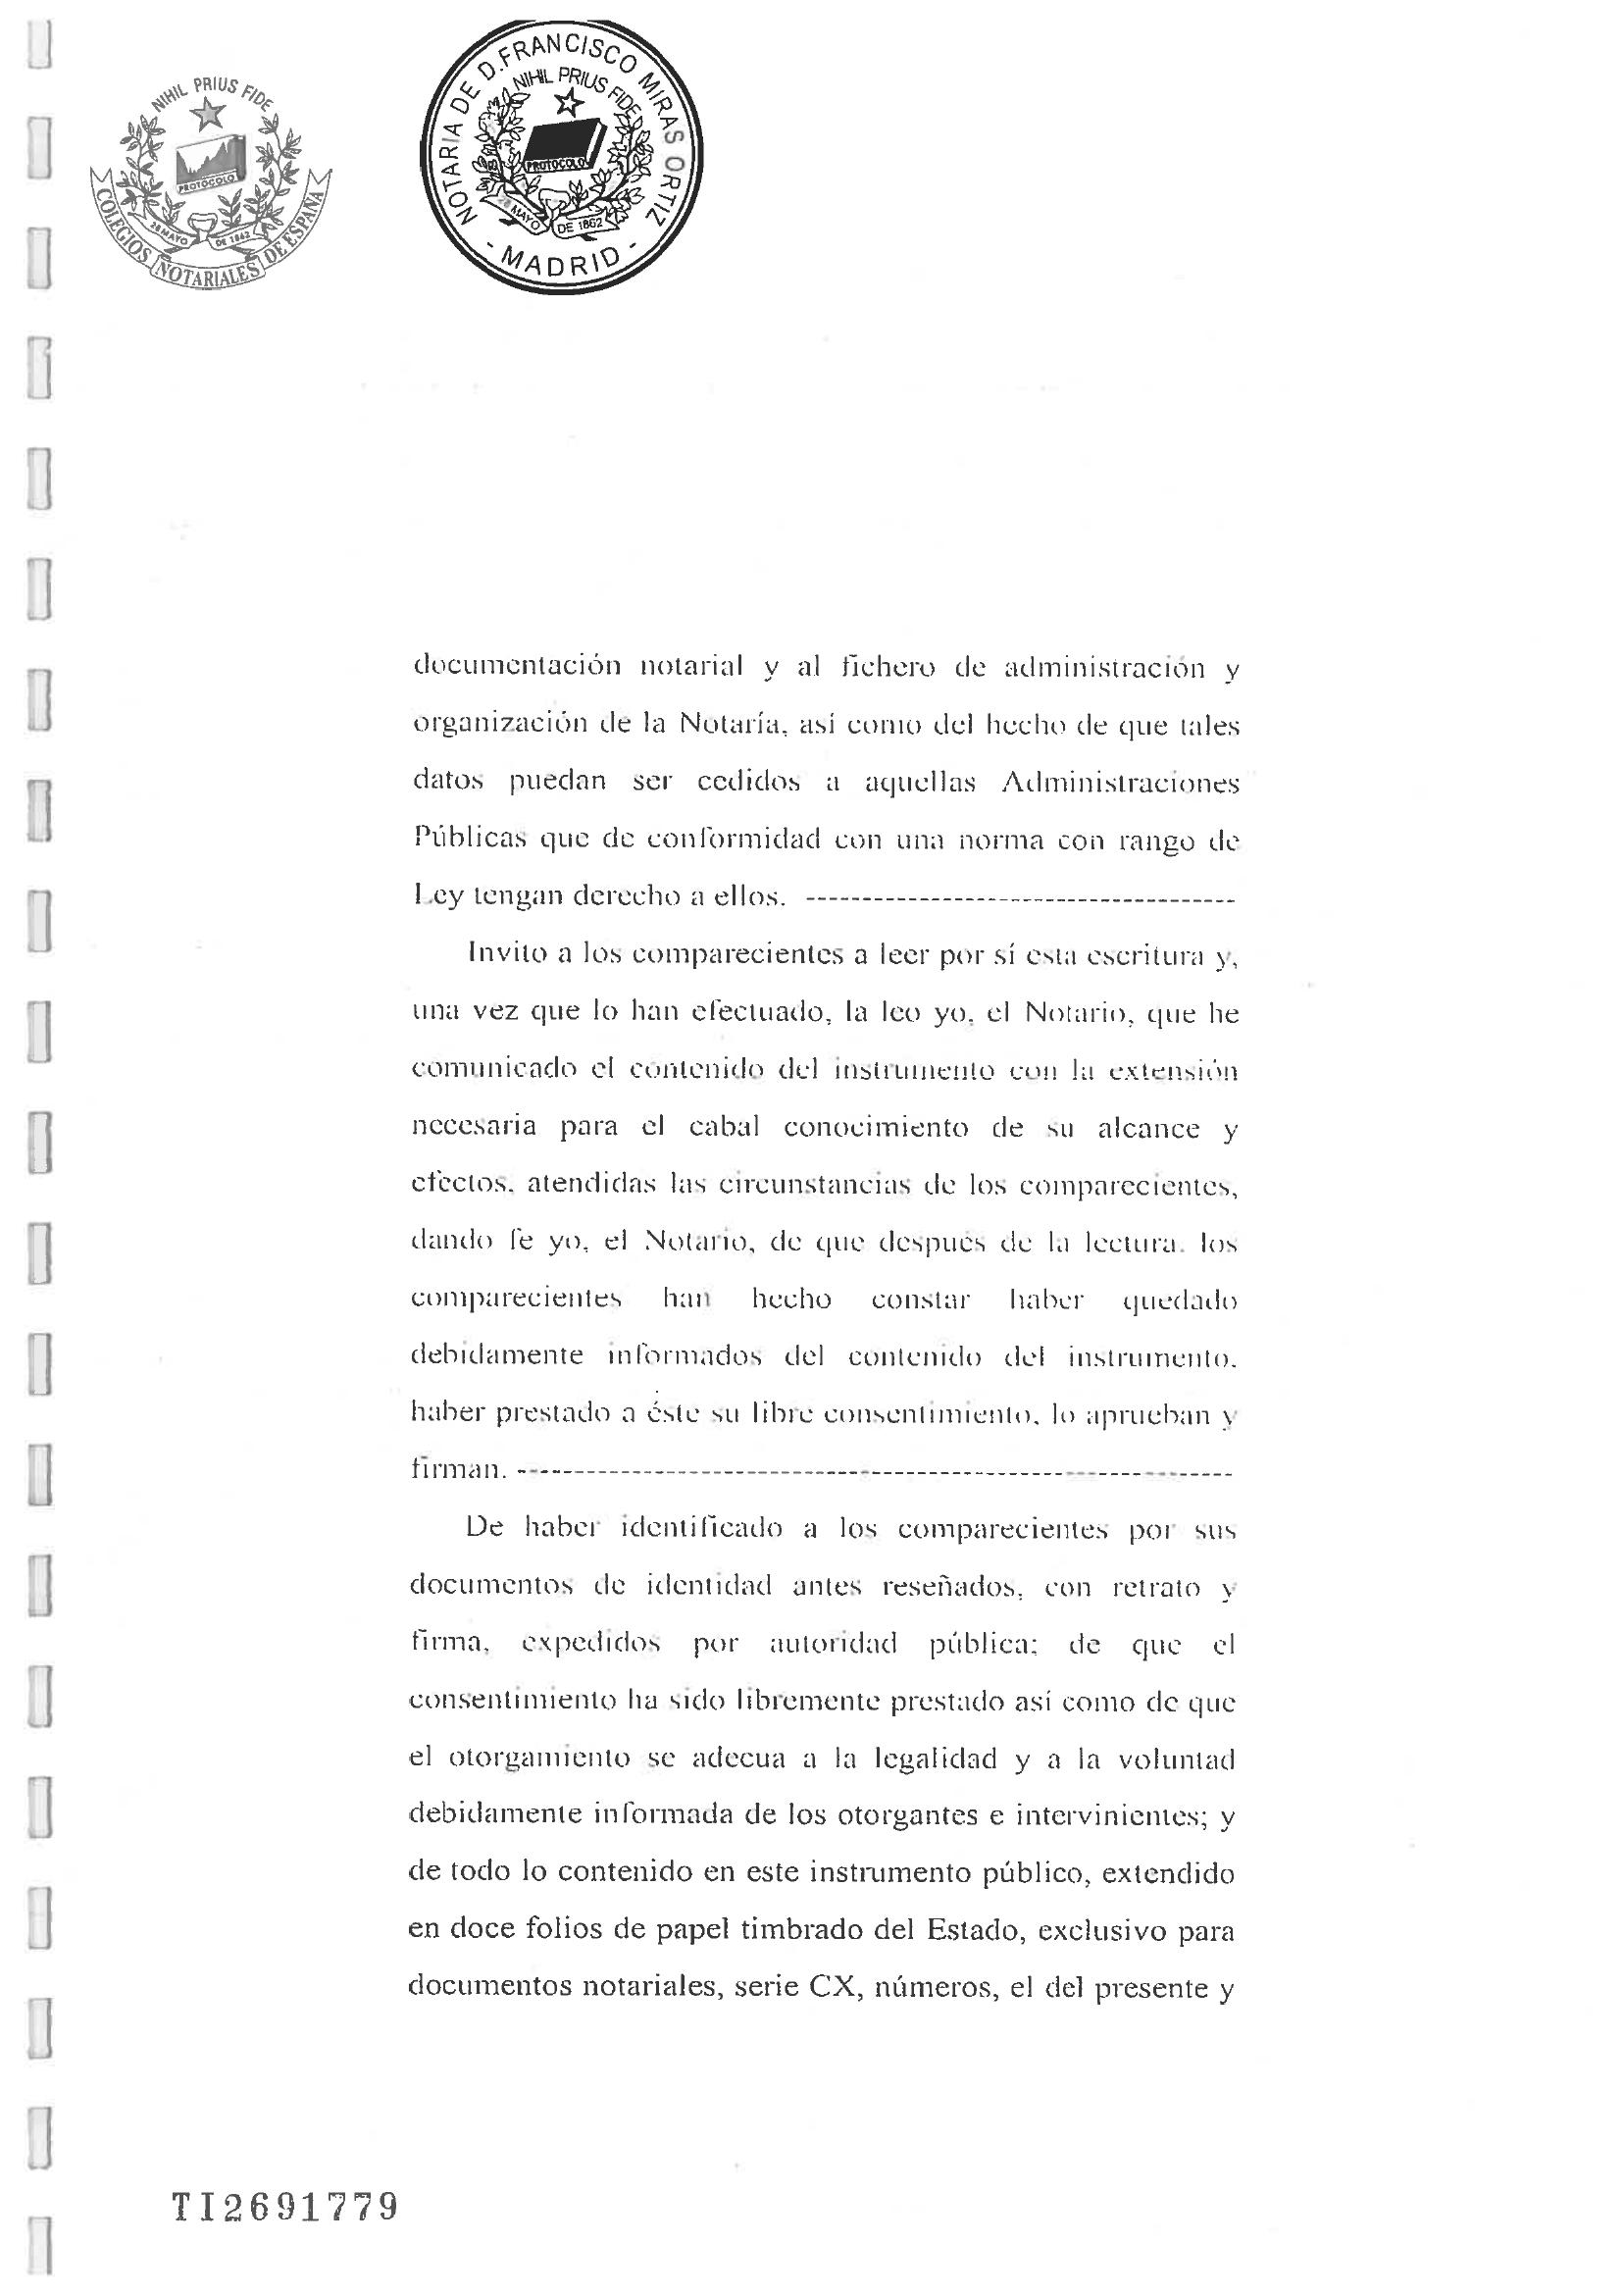 NIHIL PRIUS FIDE
PROTOCOLO
28 MAYO DE 1862
COLEGIOS NOTARIALES DE ESPAÑA
NOTARIA DE D. FRANCISCO MIRAS ORTIZ
NIHIL PRIUS FIDE
PROTOCOLO
28 MAYO DE 1862
- MADRID -
documentación notarial y al fichero de administración y
organización de la Notaría, así como del hecho de que tales
datos puedan ser cedidos a aquellas Administraciones
Públicas que de conformidad con una norma con rango de
Ley tengan derecho a ellos. -------------------------------------
Invito a los comparecientes a leer por sí esta escritura y,
una vez que lo han efectuado, la leo yo, el Notario, que he
comunicado el contenido del instrumento con la extensión
necesaria para el cabal conocimiento de su alcance y
efectos, atendidas las circunstancias de los comparecientes,
dando fe yo, el Notario, de que después de la lectura, los
comparecientes han hecho constar haber quedado
debidamente informados del contenido del instrumento,
haber prestado a éste su libre consentimiento, lo aprueban y
firman. --------------------------------------------------------------
De haber identificado a los comparecientes por sus
documentos de identidad antes reseñados, con retrato y
firma, expedidos por autoridad pública; de que el
consentimiento ha sido libremente prestado así como de que
el otorgamiento se adecua a la legalidad y a la voluntad
debidamente informada de los otorgantes e intervinientes; y
de todo lo contenido en este instrumento público, extendido
en doce folios de papel timbrado del Estado, exclusivo para
documentos notariales, serie CX, números, el del presente y
TI2691779